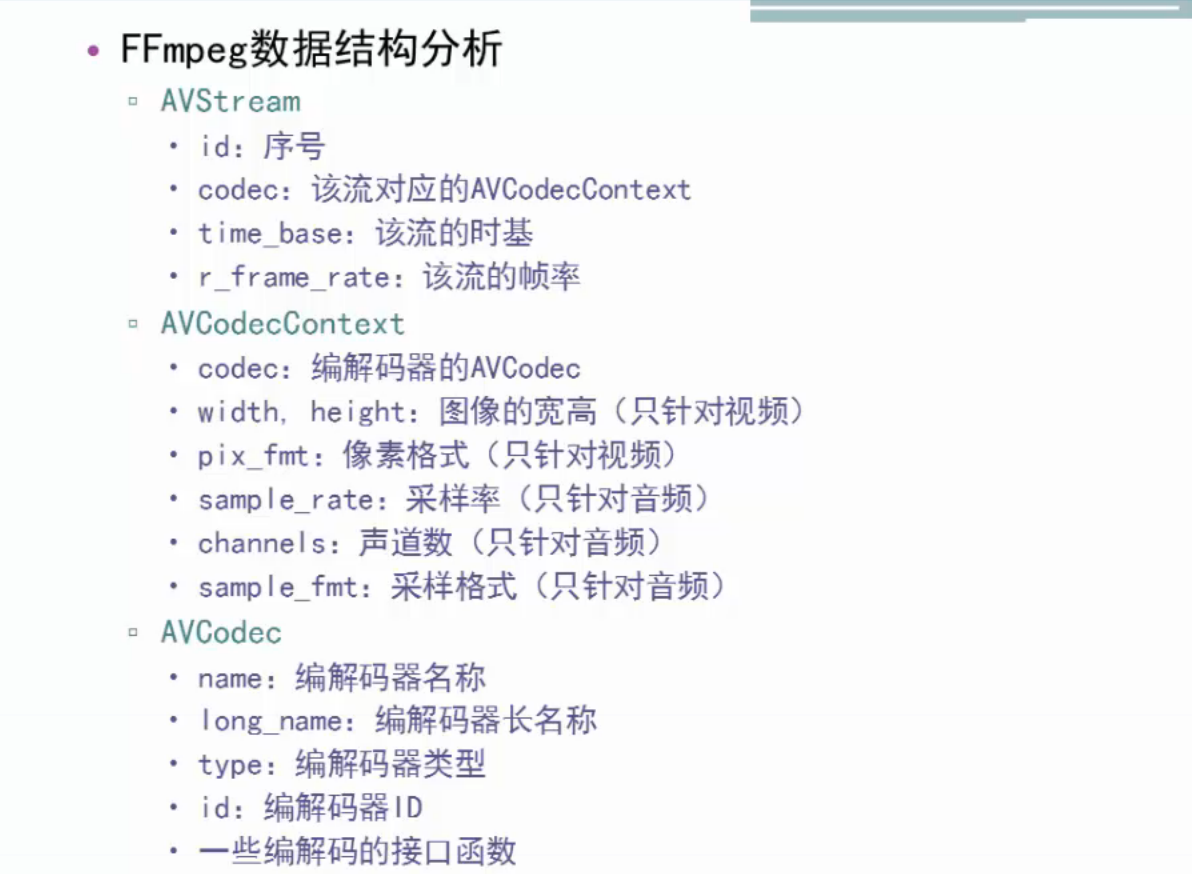 • FFmpeg数据结构分析
▫ AVStream
• id：序号
• codec：该流对应的AVCodecContext
• time_base：该流的时基
• r_frame_rate：该流的帧率
▫ AVCodecContext
• codec：编解码器的AVCodec
• width, height：图像的宽高（只针对视频）
• pix_fmt：像素格式（只针对视频）
• sample_rate：采样率（只针对音频）
• channels：声道数（只针对音频）
• sample_fmt：采样格式（只针对音频）
▫ AVCodec
• name：编解码器名称
• long_name：编解码器长名称
• type：编解码器类型
• id：编解码器ID
• 一些编解码的接口函数